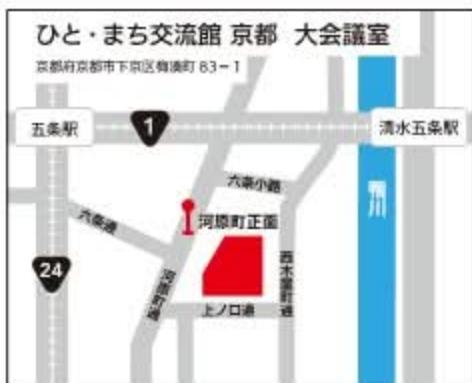 ひと・まち交流館 京都 大会議室
京都府京都市下京区梅湊町 83−1
五条駅
1
清水五条駅
六条小路
鴨川
六条通
河原町正面
24
河原町通
西木屋町通
上ノ口通